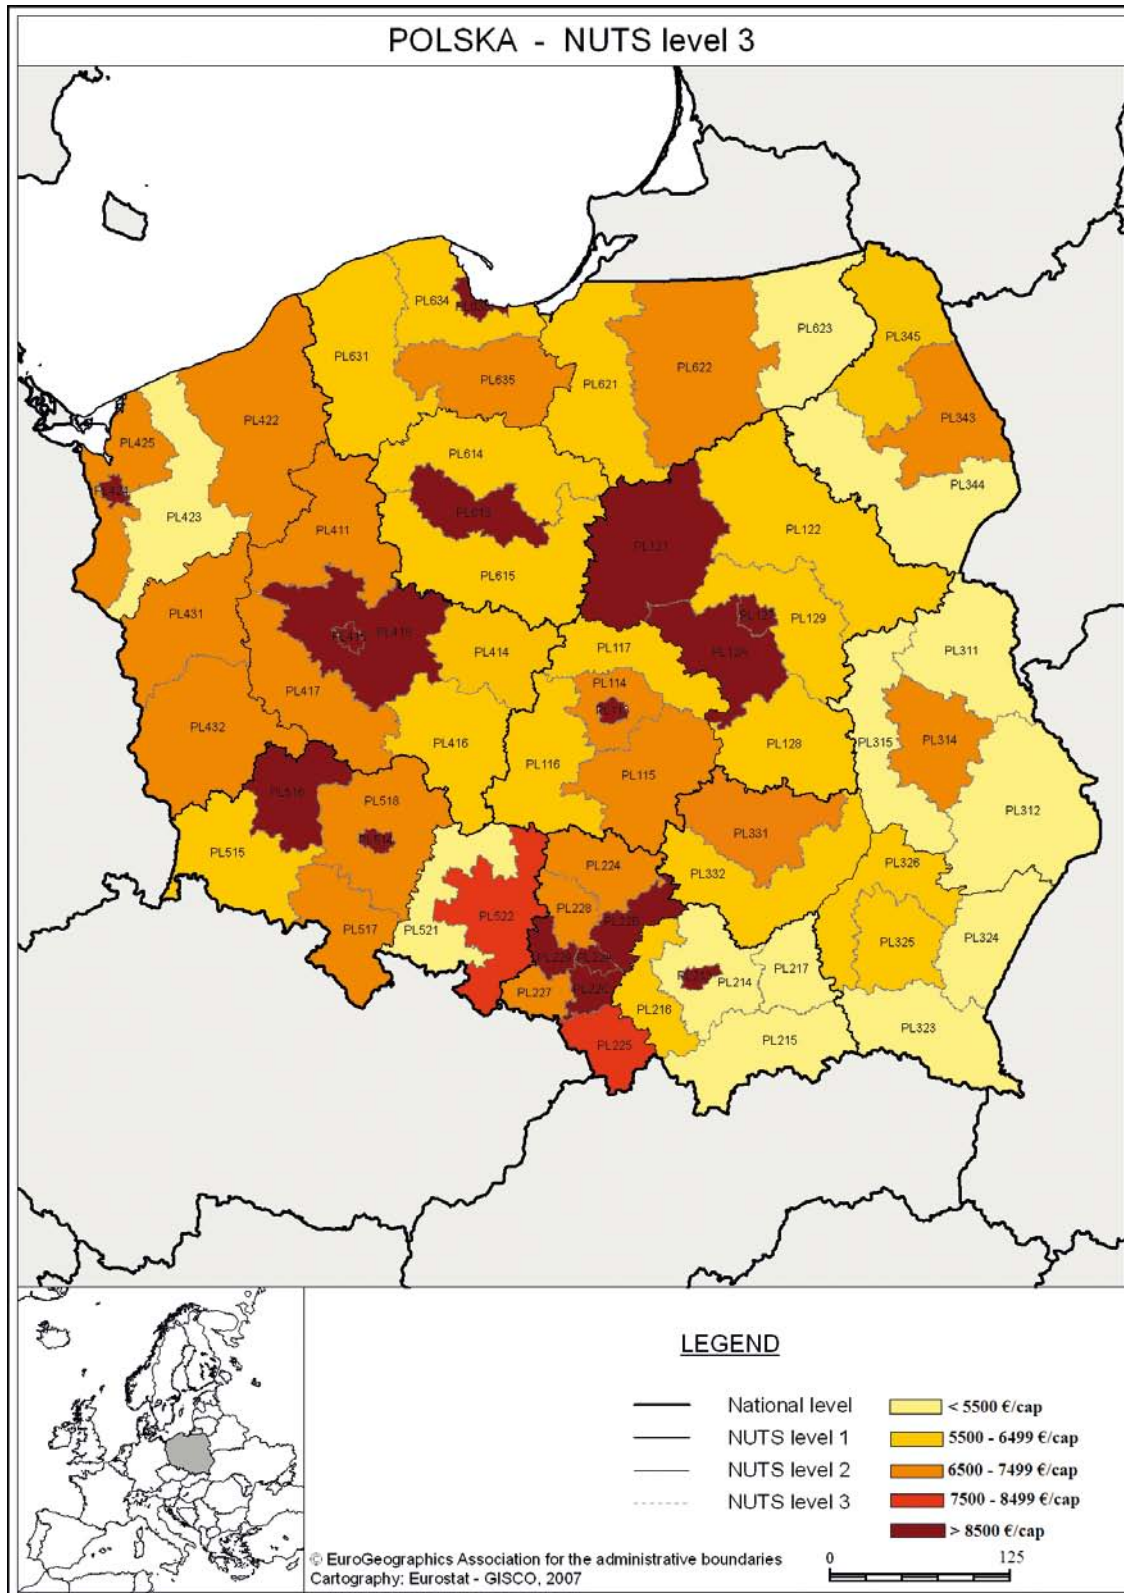 POLSKA - NUTS level 3
PL634
PL623
PL345
PL631
PL635
PL621
PL622
PL343
PL422
PL425
PL614
PL344
PL423
PL613
PL411
PL122
PL121
PL615
PL431
PL129
PL414
PL117
PL311
PL12A
PL114
PL417
PL432
PL416
PL128
PL315
PL314
PL116
PL115
PL516
PL518
PL312
PL331
PL515
PL326
PL224
PL332
PL522
PL228
PL517
PL521
PL325
PL324
PL217
PL214
PL227
PL216
PL323
PL225
PL215
LEGEND
National level
NUTS level 1
NUTS level 2
NUTS level 3
< 5500 €/cap
5500 - 6499 €/cap
6500 - 7499 €/cap
7500 - 8499 €/cap
> 8500 €/cap
© EuroGeographics Association for the administrative boundaries
Cartography: Eurostat - GISCO, 2007
0 125